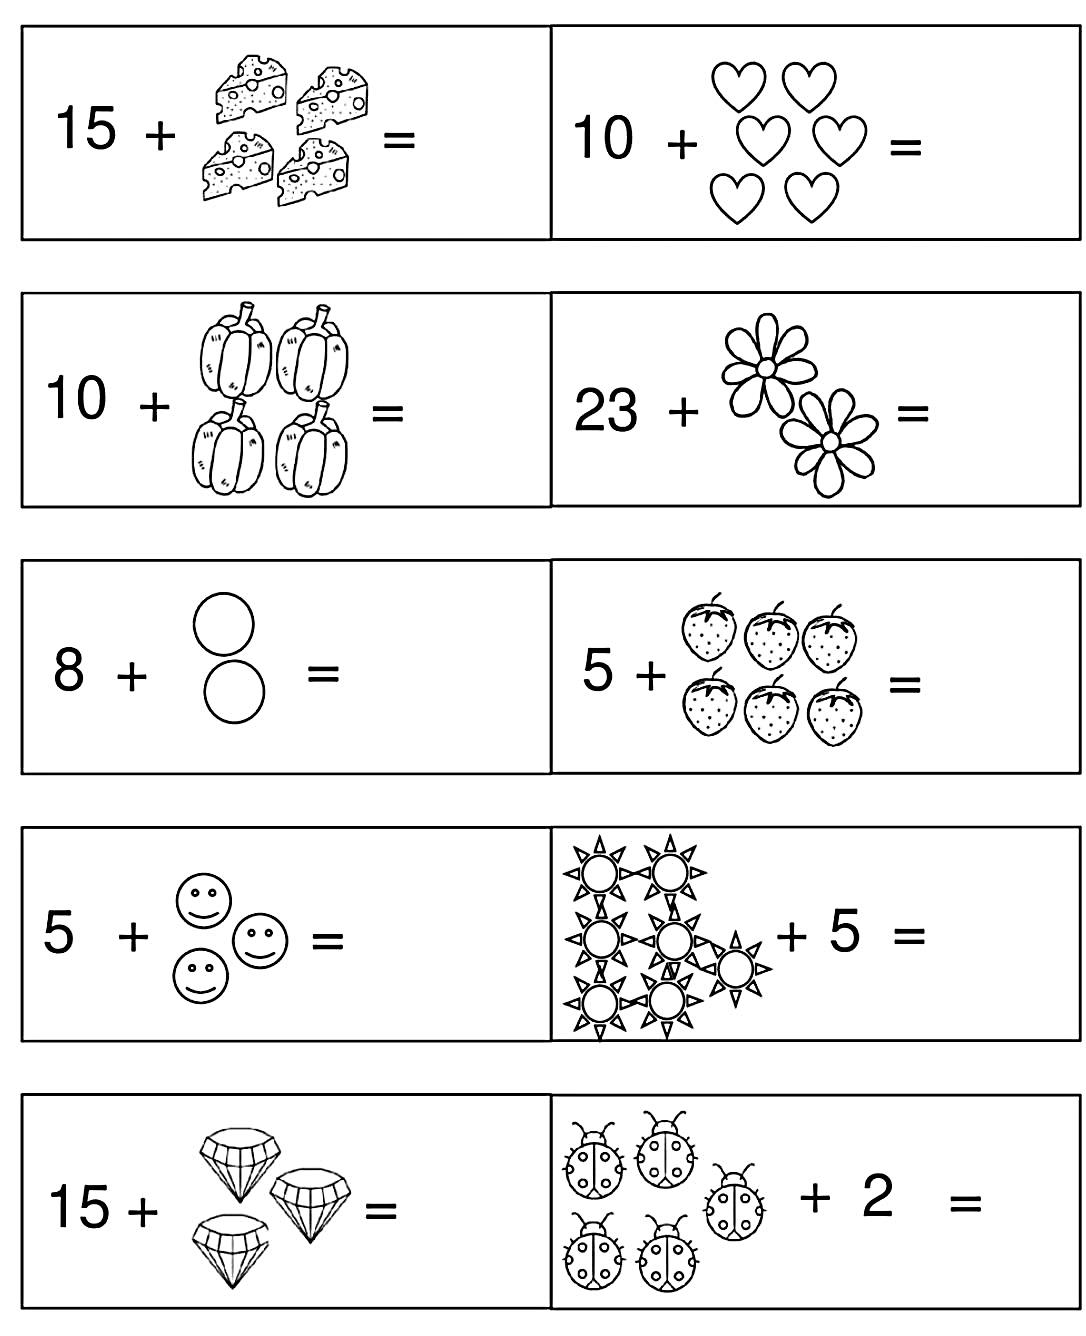 15 + =
10 + =
10 + =
23 + =
8 + =
5 + =
5 + =
+ 5 =
15 + =
+ 2 =